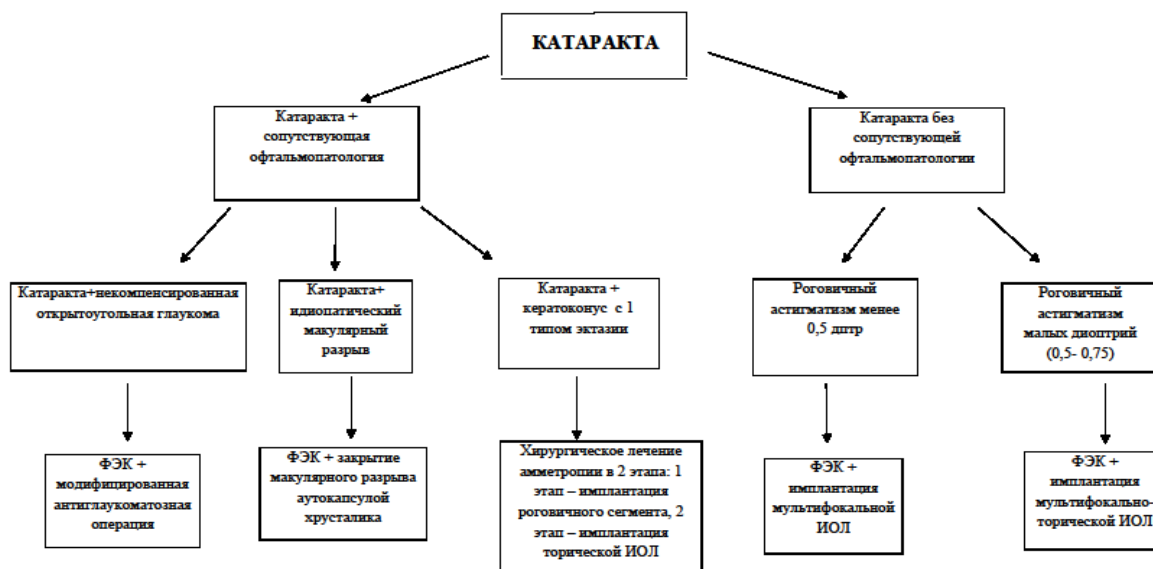 КАТАРАКТА
Катаракта +
сопутствующая
офтальмопатология
Катаракта без
сопутствующей
офтальмопатологии
Катаракта+некомпенсированная
открытоугольная глаукома
Катаракта+
идиопатический
макулярный
разрыв
Катаракта +
кератоконус с 1
типом эктазии
Роговичный
астигматизм менее
0,5 дптр
Роговичный
астигматизм
малых диоптрий
(0,5- 0,75)
ФЭК +
модифицированная
антиглаукоматозная
операция
ФЭК + закрытие
макулярного разрыва
аутокапсулой
хрусталика
Хирургическое лечение
амметропии в 2 этапа: 1
этап – имплантация
роговичного сегмента, 2
этап – имплантация
торической ИОЛ
ФЭК +
имплантация
мультифокальной
ИОЛ
ФЭК +
имплантация
мультифокально-
торической ИОЛ